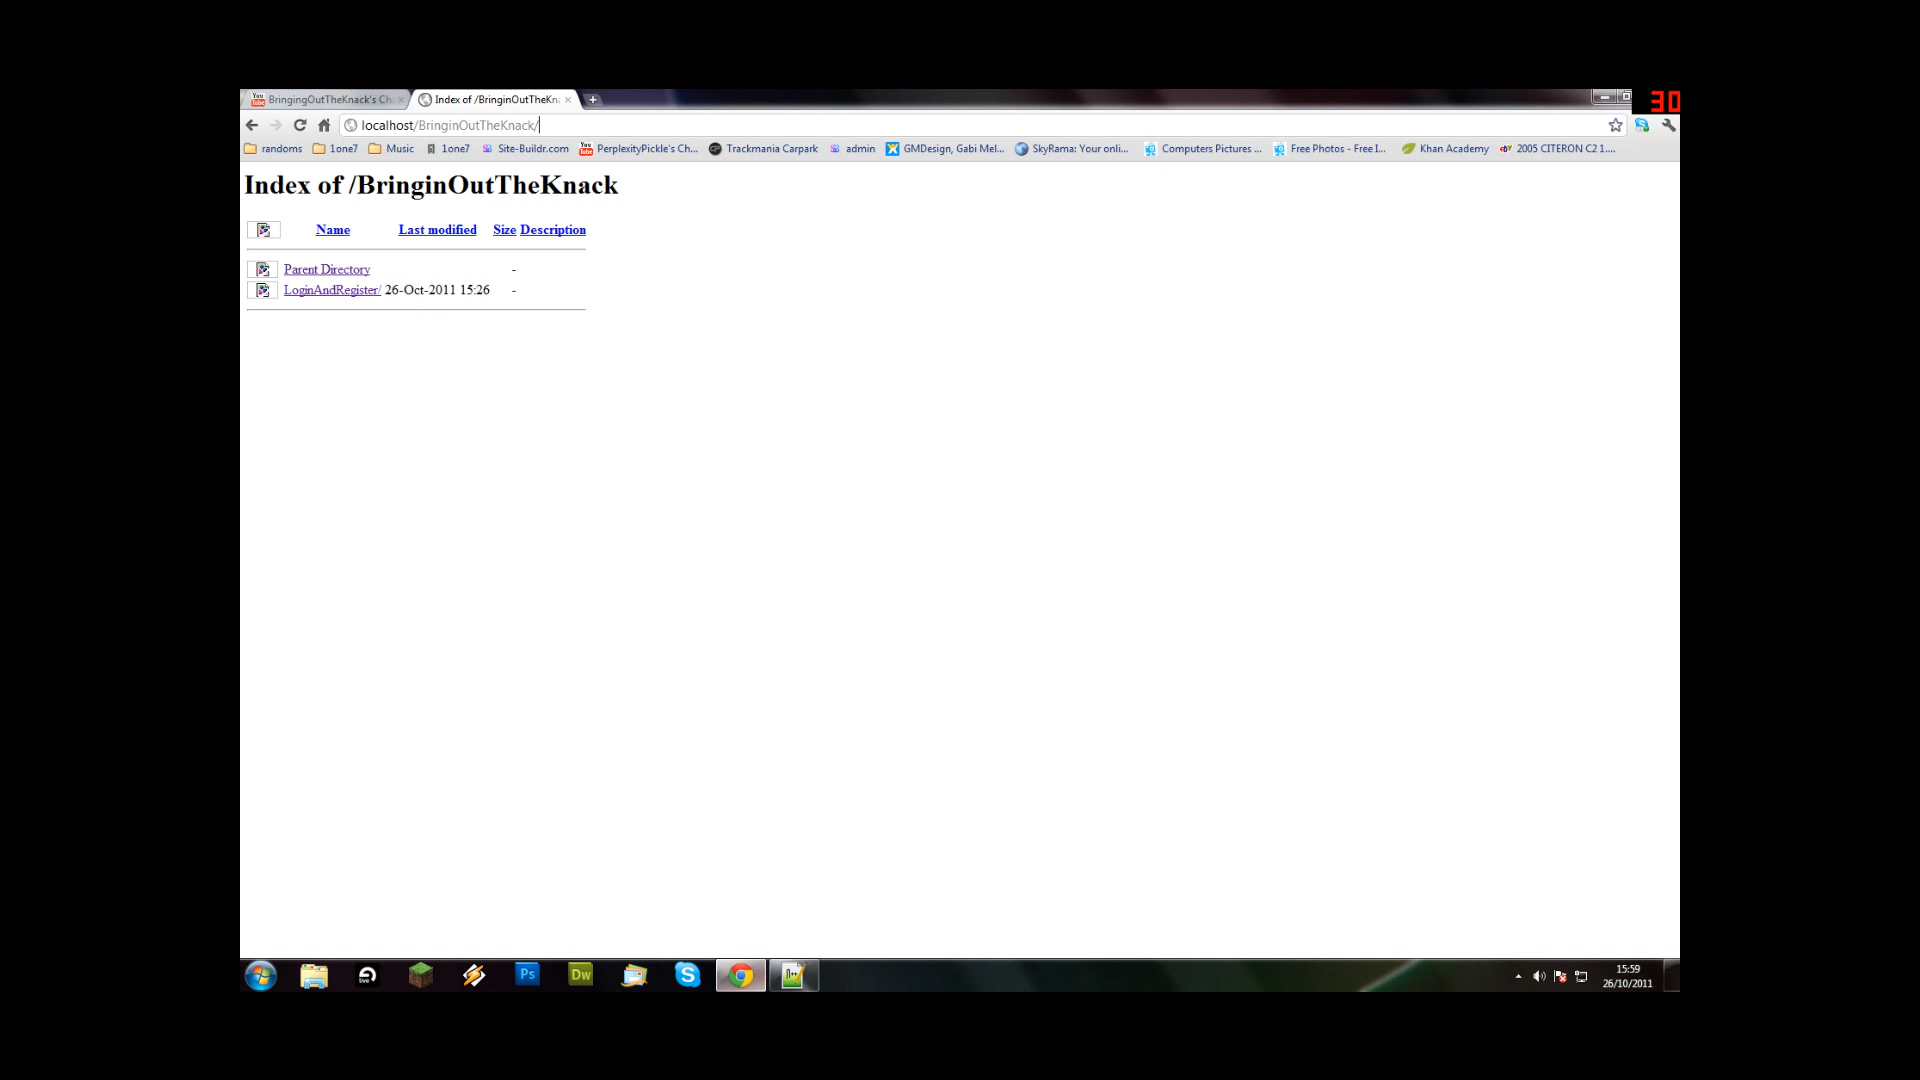 BringingOutTheKnack's Ch
Index of /BringinOutTheKn
30
localhost/BringinOutTheKnack/
randoms 1one7 Music 1one7 Site-Buildr.com PerplexityPickle's Ch... Trackmania Carpark admin GMDesign, Gabi Mel... SkyRama: Your onli... Computers Pictures ... Free Photos - Free I... Khan Academy 2005 CITERON C2 1....
Index of /BringinOutTheKnack
Name Last modified Size Description
Parent Directory -
LoginAndRegister/ 26-Oct-2011 15:26 -
Ps Dw
15:59
26/10/2011